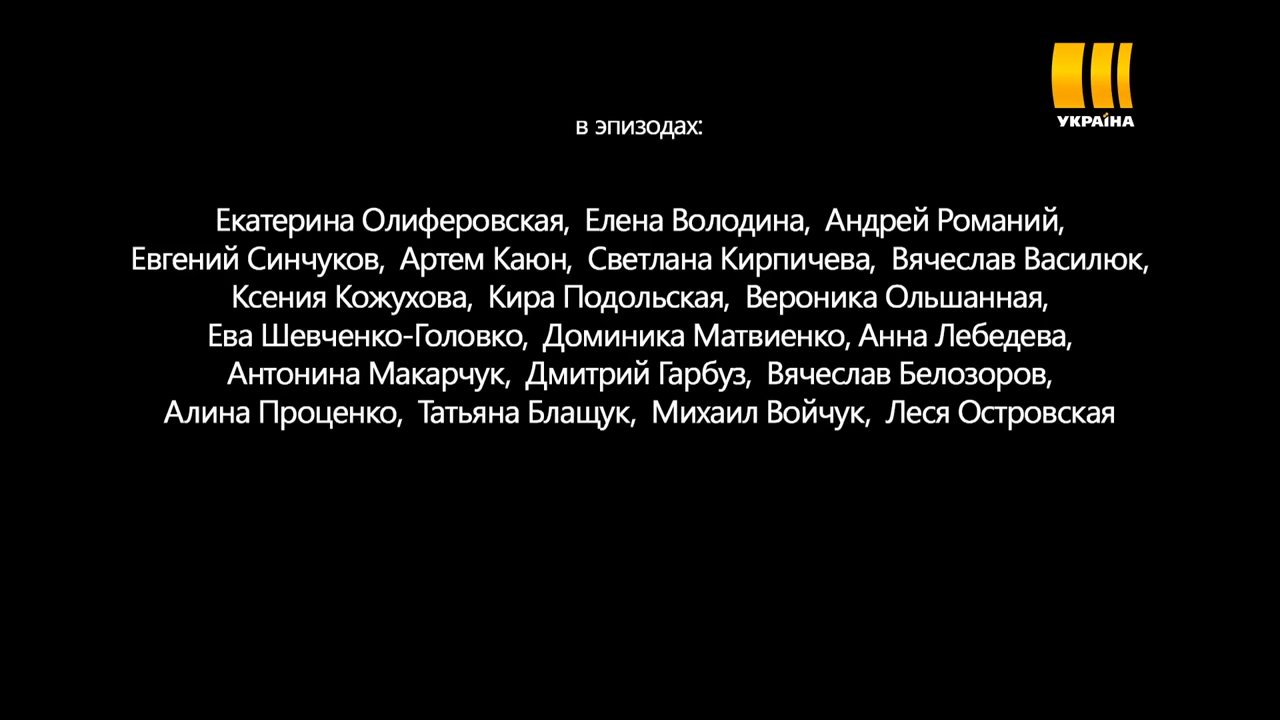 УКРАЇНА
в эпизодах:
Екатерина Олиферовская, Елена Володина, Андрей Романий,
Евгений Синчуков, Артем Каюн, Светлана Кирпичева, Вячеслав Василюк,
Ксения Кожухова, Кира Подольская, Вероника Ольшанная,
Ева Шевченко-Головко, Доминика Матвиенко, Анна Лебедева,
Антонина Макарчук, Дмитрий Гарбуз, Вячеслав Белозоров,
Алина Проценко, Татьяна Блащук, Михаил Войчук, Леся Островская